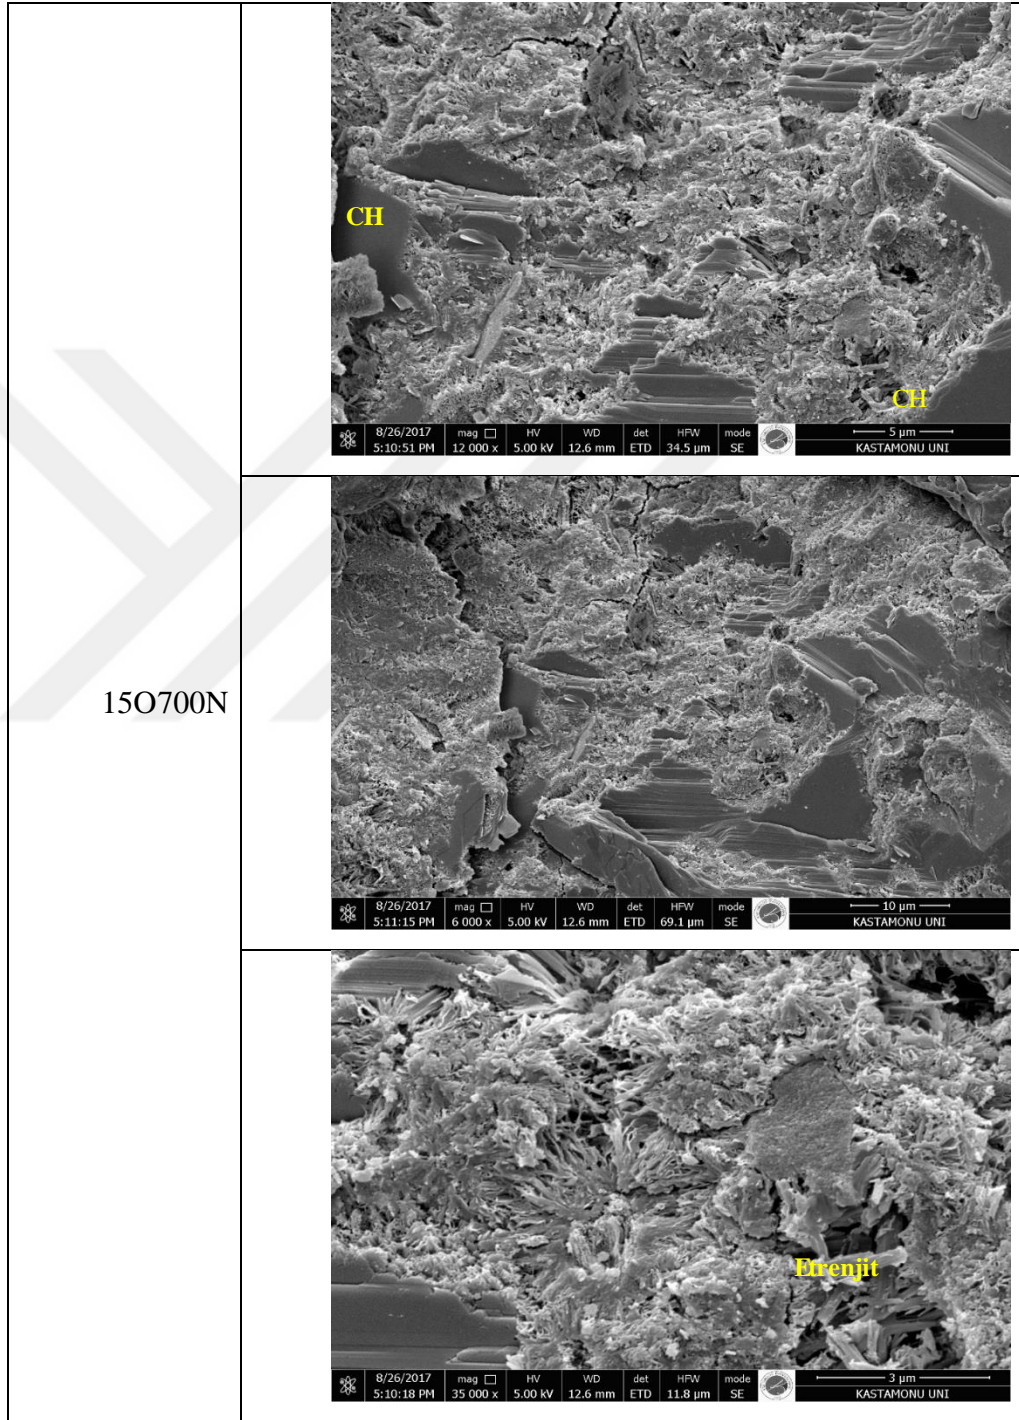 CH
CH
8/26/2017 mag HV WD det HFW mode 5 µm
5:10:51 PM 12 000 x 5.00 kV 12.6 mm ETD 34.5 µm SE KASTAMONU UNI
15O700N
8/26/2017 mag HV WD det HFW mode 10 µm
5:11:15 PM 6 000 x 5.00 kV 12.6 mm ETD 69.1 µm SE KASTAMONU UNI
Etrenjit
8/26/2017 mag HV WD det HFW mode 3 µm
5:10:18 PM 35 000 x 5.00 kV 12.6 mm ETD 11.8 µm SE KASTAMONU UNI